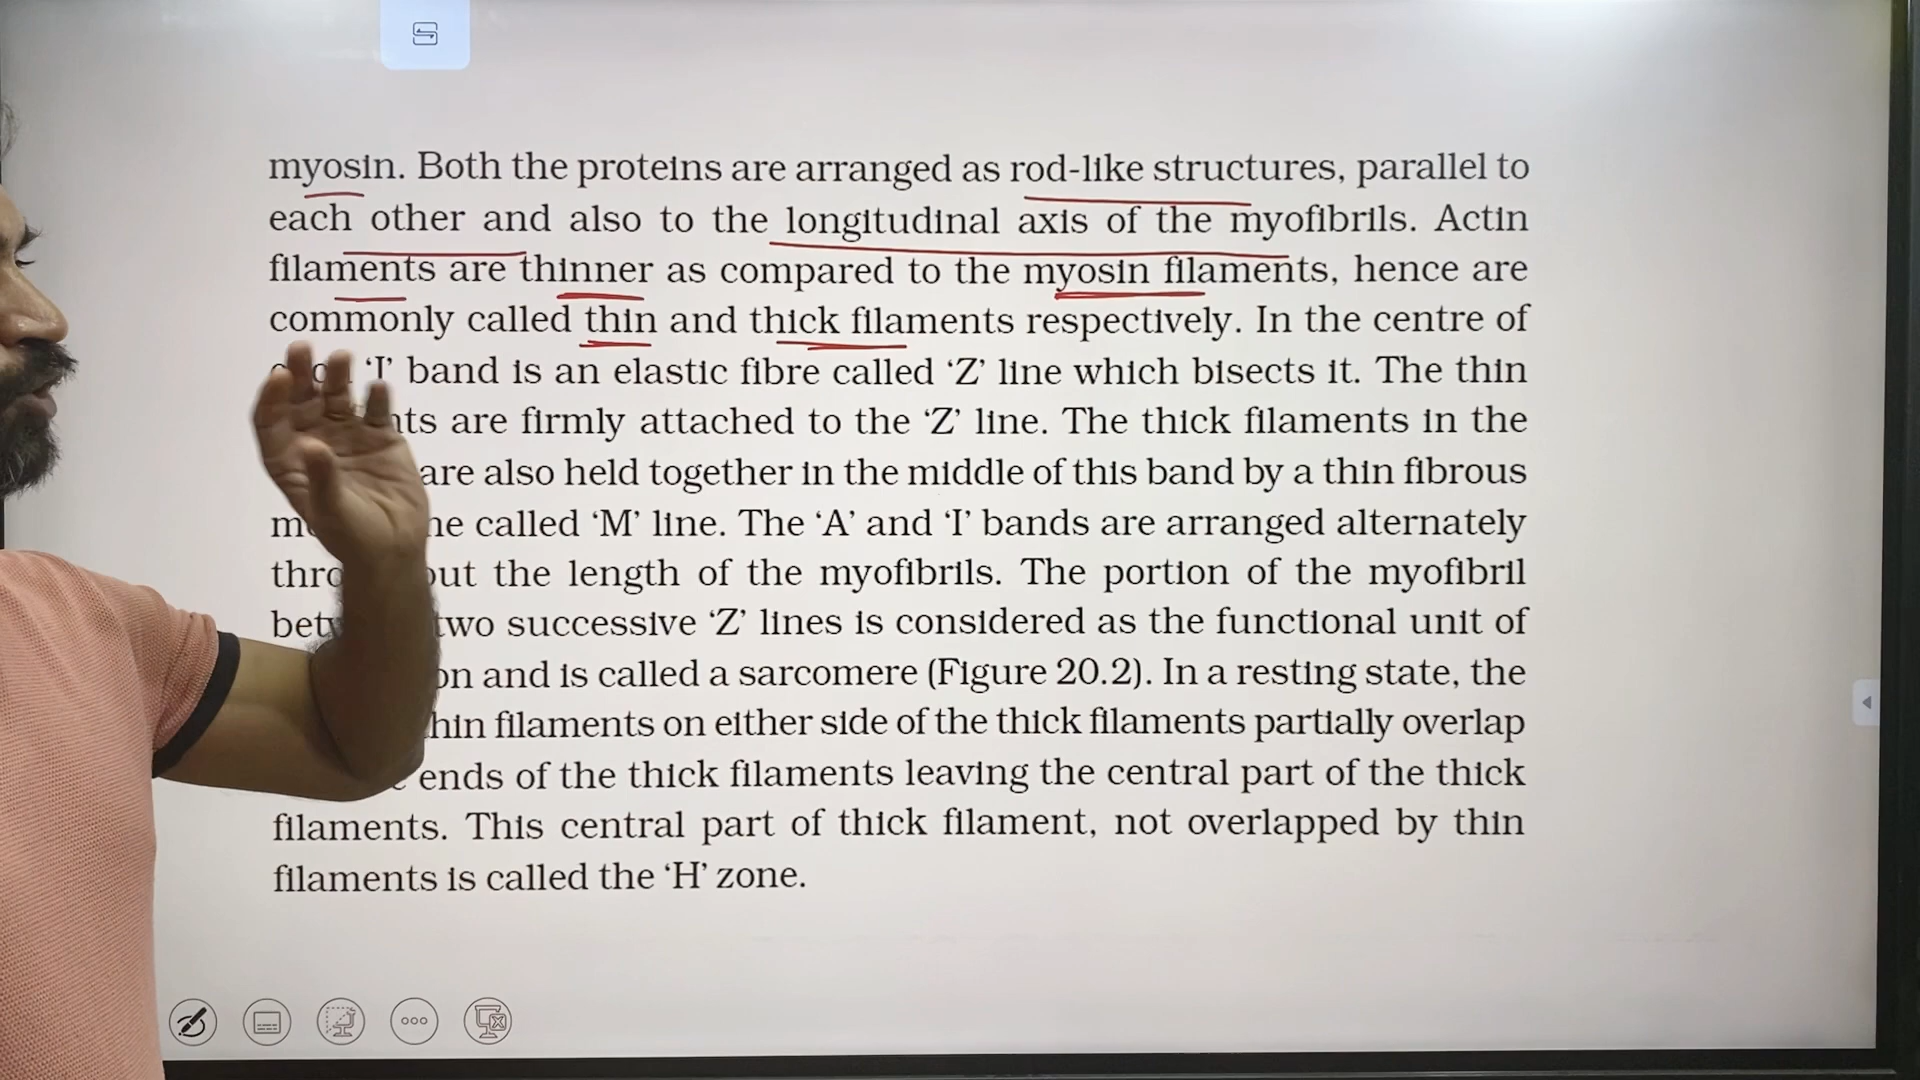 myosin. Both the proteins are arranged as rod-like structures, parallel to
each other and also to the longitudinal axis of the myofibrils. Actin
filaments are thinner as compared to the myosin filaments, hence are
commonly called thin and thick filaments respectively. In the centre of
‘I’ band is an elastic fibre called ‘Z’ line which bisects it. The thin
are firmly attached to the ‘Z’ line. The thick filaments in the
are also held together in the middle of this band by a thin fibrous
called ‘M’ line. The ‘A’ and ‘I’ bands are arranged alternately
the length of the myofibrils. The portion of the myofibril
two successive ‘Z’ lines is considered as the functional unit of
and is called a sarcomere (Figure 20.2). In a resting state, the
filaments on either side of the thick filaments partially overlap
ends of the thick filaments leaving the central part of the thick
filaments. This central part of thick filament, not overlapped by thin
filaments is called the ‘H’ zone.